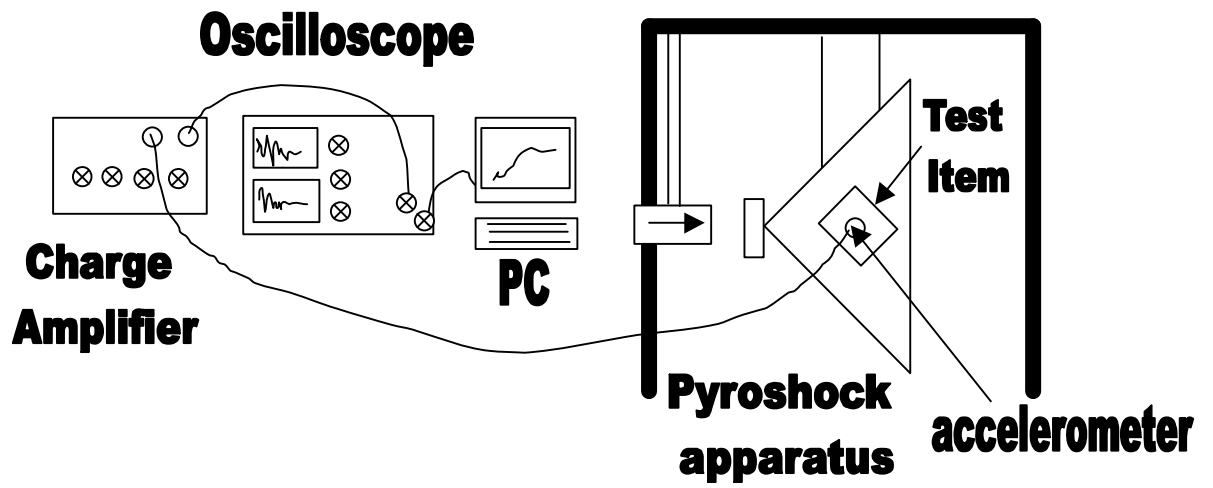 Oscilloscope
Charge
Amplifier
PC
Test
Item
Pyroshock
apparatus
accelerometer